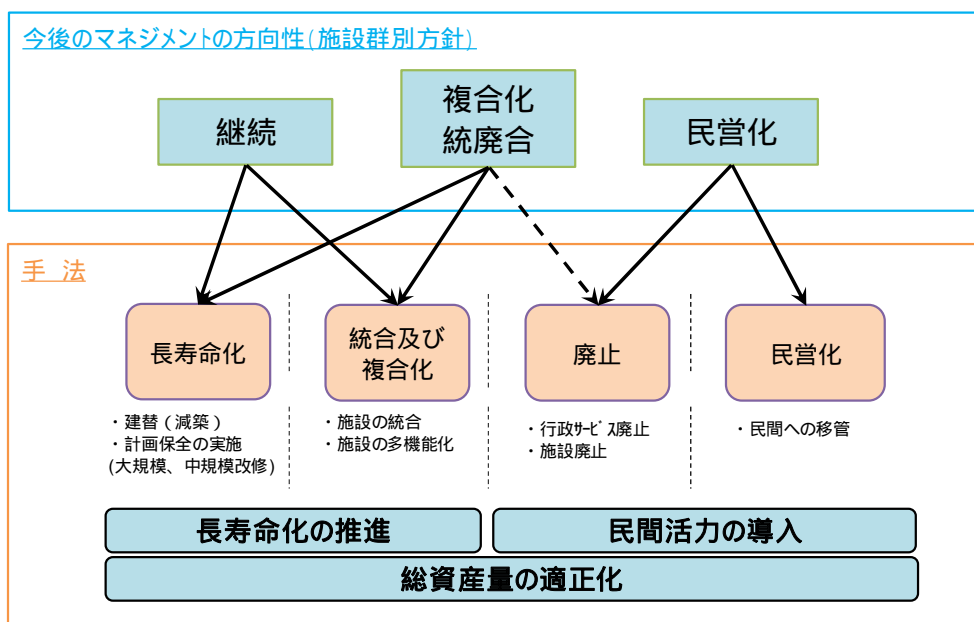 今後のマネジメントの方向性(施設群別方針)
継続
複合化
統廃合
民営化
手 法
長寿命化
統合及び
複合化
廃止
民営化
・建替(減築)
・計画保全の実施
(大規模、中規模改修)
・施設の統合
・施設の多機能化
・行政ｻｰﾋﾞｽ廃止
・施設廃止
・民間への移管
長寿命化の推進
民間活力の導入
総資産量の適正化